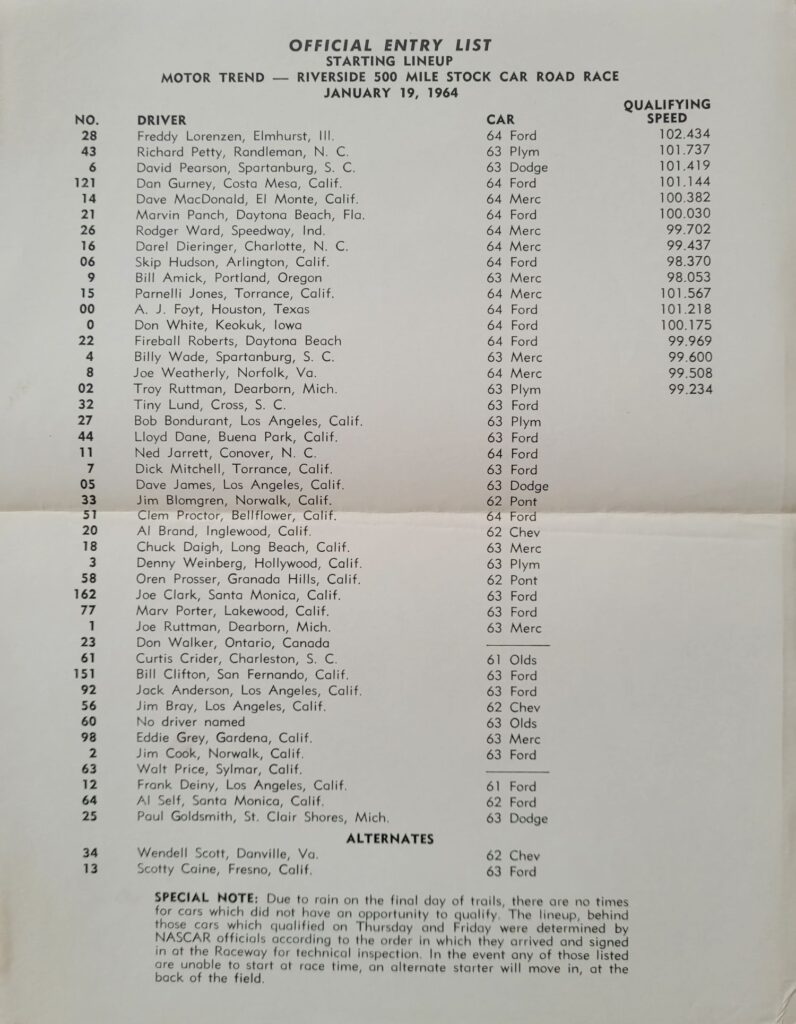 OFFICIAL ENTRY LIST
STARTING LINEUP
MOTOR TREND — RIVERSIDE 500 MILE STOCK CAR ROAD RACE
JANUARY 19, 1964
NO. DRIVER CAR QUALIFYING SPEED
28 Freddy Lorenzen, Elmhurst, Ill. 64 Ford 102.434
43 Richard Petty, Randleman, N. C. 63 Plym 101.737
6 David Pearson, Spartanburg, S. C. 63 Dodge 101.419
121 Dan Gurney, Costa Mesa, Calif. 64 Ford 101.144
14 Dave MacDonald, El Monte, Calif. 64 Merc 100.382
21 Marvin Panch, Daytona Beach, Fla. 64 Ford 100.030
26 Rodger Ward, Speedway, Ind. 64 Merc 99.702
16 Darel Dieringer, Charlotte, N. C. 64 Merc 99.437
06 Skip Hudson, Arlington, Calif. 64 Ford 98.370
9 Bill Amick, Portland, Oregon 63 Merc 98.053
15 Parnelli Jones, Torrance, Calif. 64 Merc 101.567
00 A. J. Foyt, Houston, Texas 64 Ford 101.218
0 Don White, Keokuk, Iowa 64 Ford 100.175
22 Fireball Roberts, Daytona Beach 64 Ford 99.969
4 Billy Wade, Spartanburg, S. C. 63 Merc 99.600
8 Joe Weatherly, Norfolk, Va. 64 Merc 99.508
02 Troy Ruttman, Dearborn, Mich. 63 Plym 99.234
32 Tiny Lund, Cross, S. C. 63 Ford
27 Bob Bondurant, Los Angeles, Calif. 63 Plym
44 Lloyd Dane, Buena Park, Calif. 63 Ford
11 Ned Jarrett, Conover, N. C. 64 Ford
7 Dick Mitchell, Torrance, Calif. 63 Ford
05 Dave James, Los Angeles, Calif. 63 Dodge
33 Jim Blomgren, Norwalk, Calif. 62 Pont
51 Clem Proctor, Bellflower, Calif. 64 Ford
20 Al Brand, Inglewood, Calif. 62 Chev
18 Chuck Daigh, Long Beach, Calif. 63 Merc
3 Denny Weinberg, Hollywood, Calif. 63 Plym
58 Oren Prosser, Granada Hills, Calif. 62 Pont
162 Joe Clark, Santa Monica, Calif. 63 Ford
77 Marv Porter, Lakewood, Calif. 63 Ford
1 Joe Ruttman, Dearborn, Mich. 63 Merc
23 Don Walker, Ontario, Canada
61 Curtis Crider, Charleston, S. C. 61 Olds
151 Bill Clifton, San Fernando, Calif. 63 Ford
92 Jack Anderson, Los Angeles, Calif. 63 Ford
56 Jim Bray, Los Angeles, Calif. 62 Chev
60 No driver named 63 Olds
98 Eddie Grey, Gardena, Calif. 63 Merc
2 Jim Cook, Norwalk, Calif. 63 Ford
63 Walt Price, Sylmar, Calif.
12 Frank Deiny, Los Angeles, Calif. 61 Ford
64 Al Self, Santa Monica, Calif. 62 Ford
25 Paul Goldsmith, St. Clair Shores, Mich. 63 Dodge
ALTERNATES
34 Wendell Scott, Danville, Va. 62 Chev
13 Scotty Caine, Fresno, Calif. 63 Ford
SPECIAL NOTE: Due to rain on the final day of trails, there are no times
for cars which did not have an opportunity to qualify. The lineup, behind
those cars which qualified on Thursday and Friday were determined by
NASCAR officials according to the order in which they arrived and signed
in at the Raceway for technical inspection. In the event any of those listed
are unable to start at race time, an alternate starter will move in, at the
back of the field.